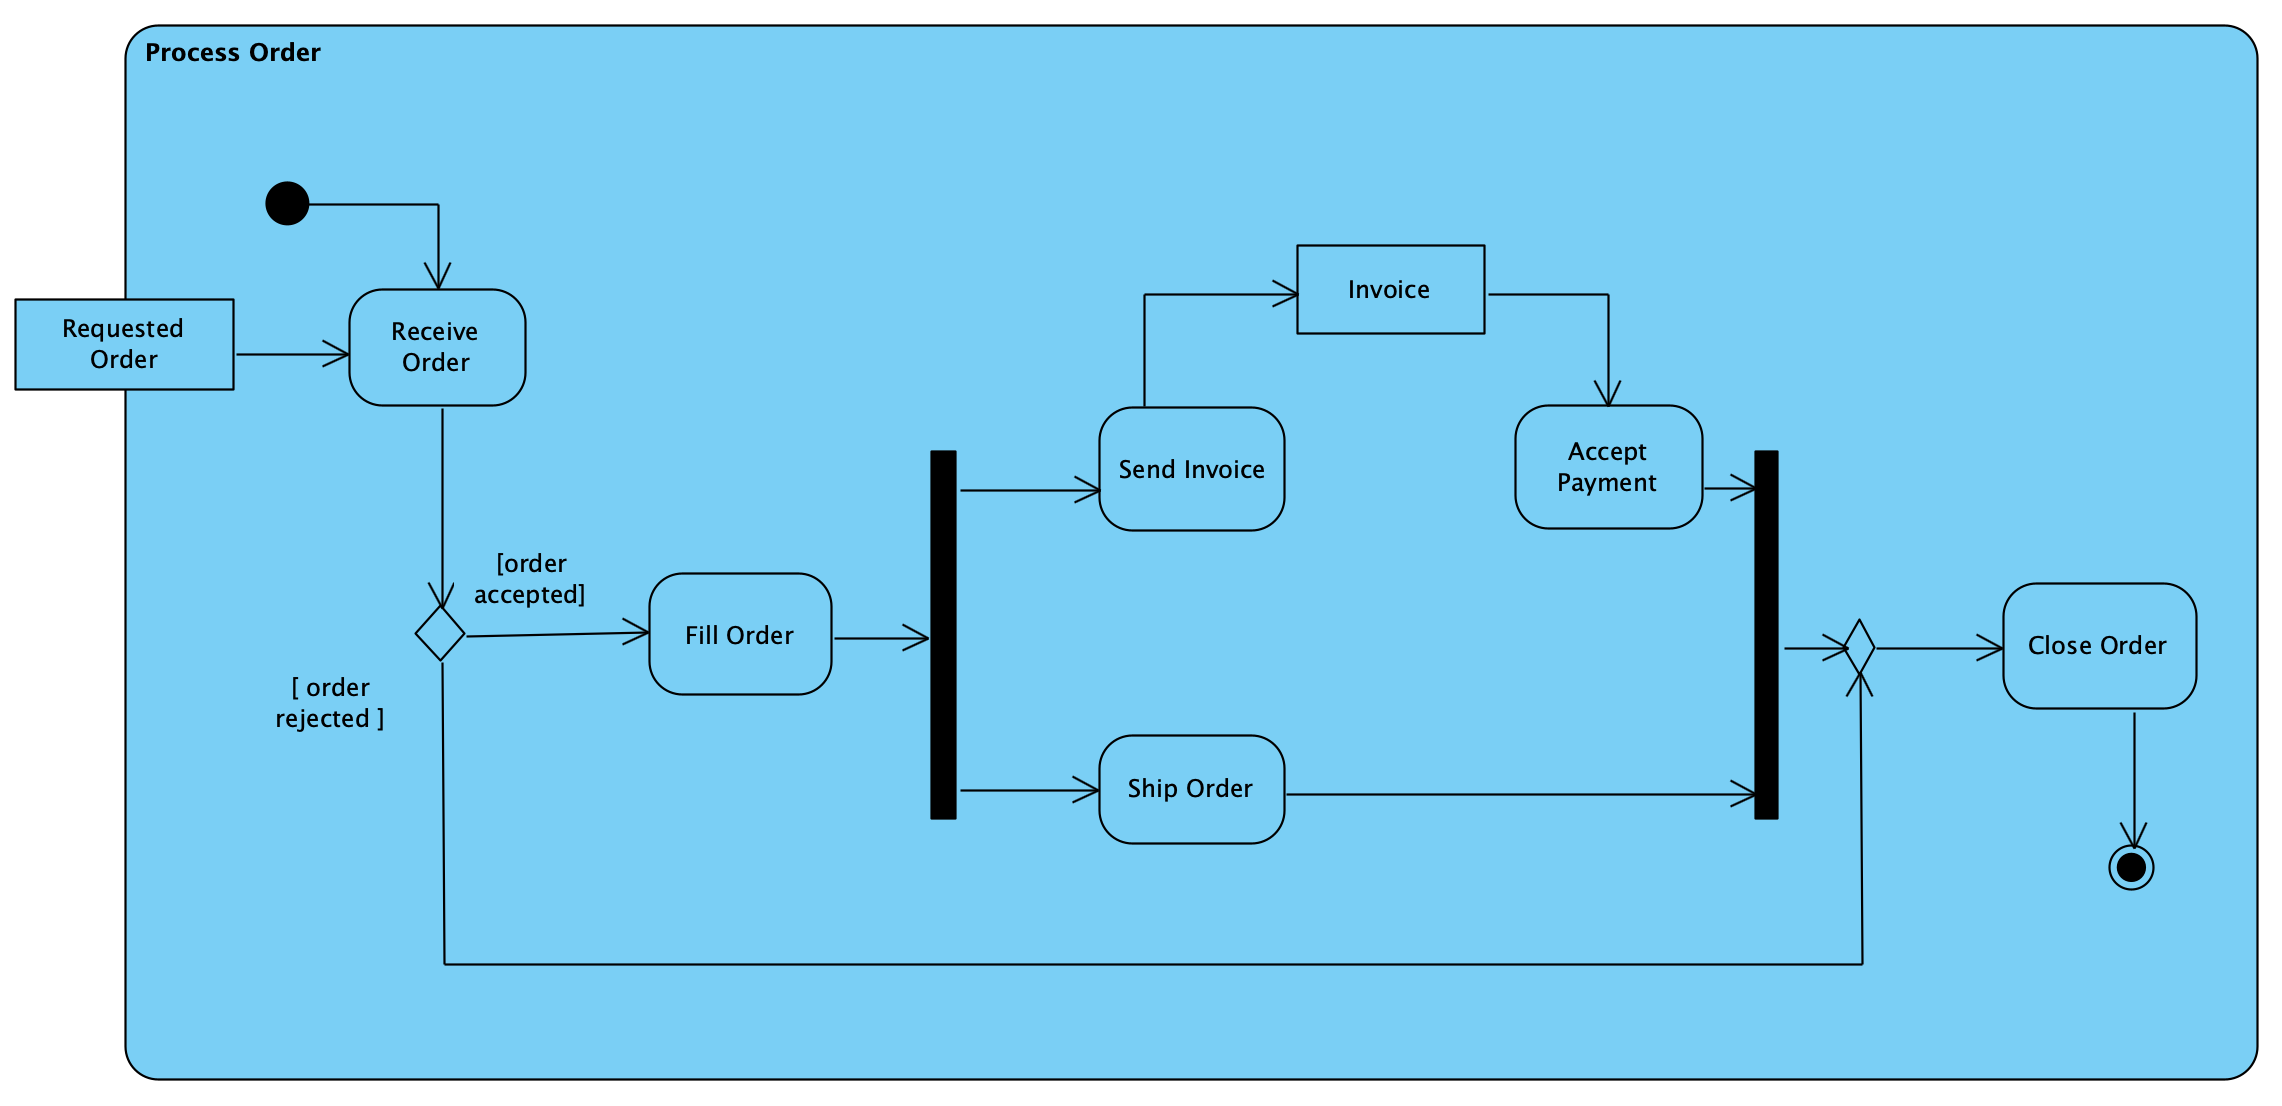 Process Order
Requested
Order
Receive
Order
Invoice
Send Invoice
Accept
Payment
[order
accepted]
Fill Order
Close Order
[ order
rejected ]
Ship Order